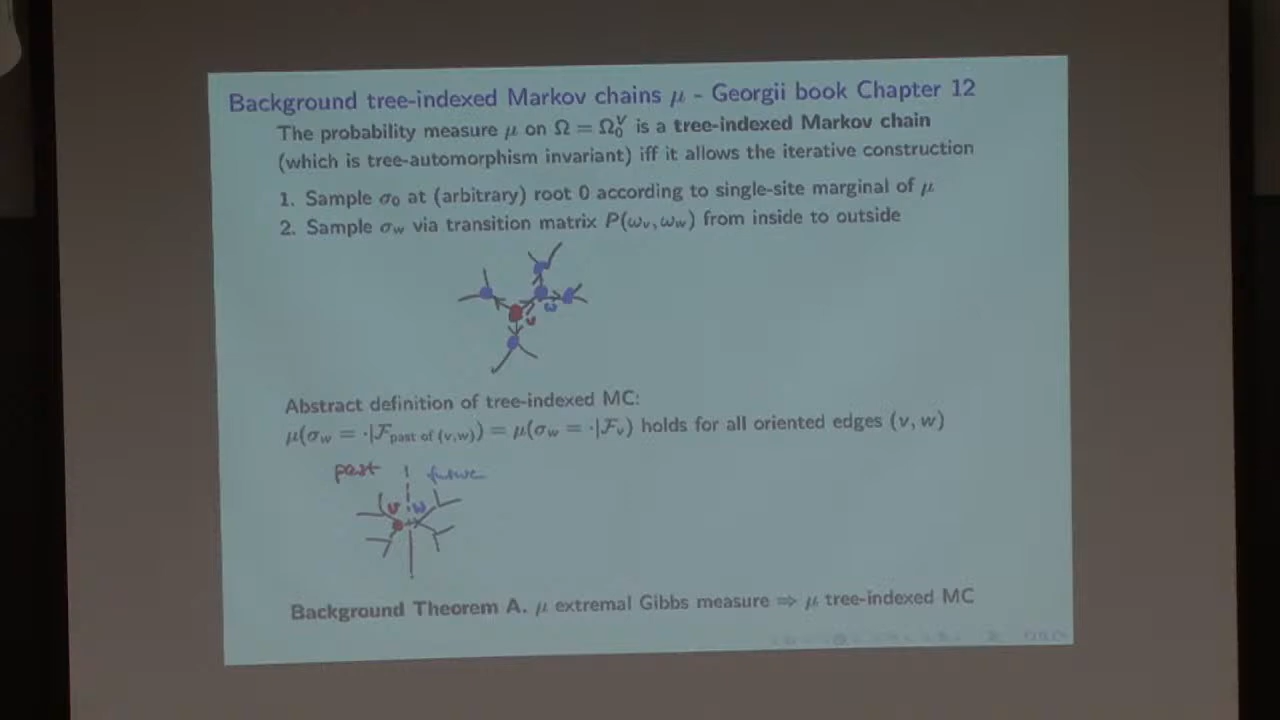 Background tree-indexed Markov chains μ - Georgii book Chapter 12
The probability measure μ on Ω = Ω₀ⱽ is a tree-indexed Markov chain
(which is tree-automorphism invariant) iff it allows the iterative construction
1. Sample σ₀ at (arbitrary) root 0 according to single-site marginal of μ
2. Sample σ_w via transition matrix P(ω_v, ω_w) from inside to outside
v w
Abstract definition of tree-indexed MC:
μ(σ_w = ·|ℱ_past of (v,w)) = μ(σ_w = ·|ℱ_v) holds for all oriented edges (v, w)
past future
v w
Background Theorem A. μ extremal Gibbs measure ⇒ μ tree-indexed MC